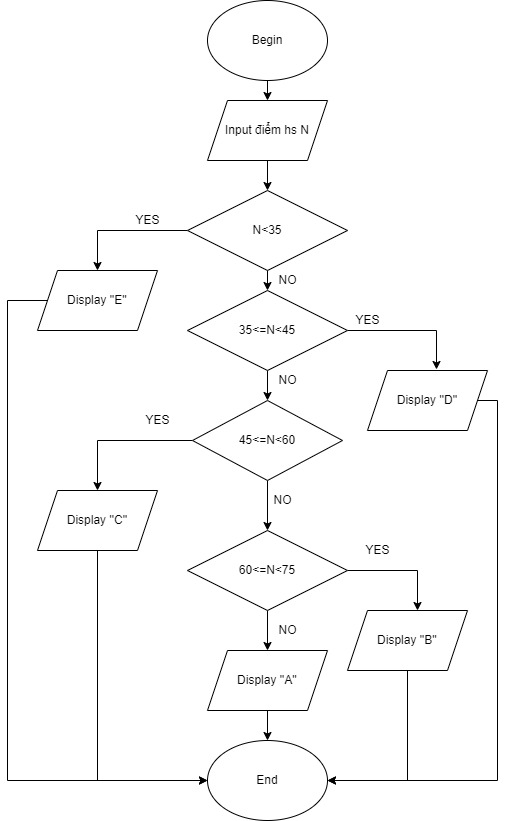 Begin
Input điểm hs N
N<35
YES
NO
Display "E"
35<=N<45
YES
NO
Display "D"
45<=N<60
YES
NO
Display "C"
60<=N<75
YES
NO
Display "B"
Display "A"
End